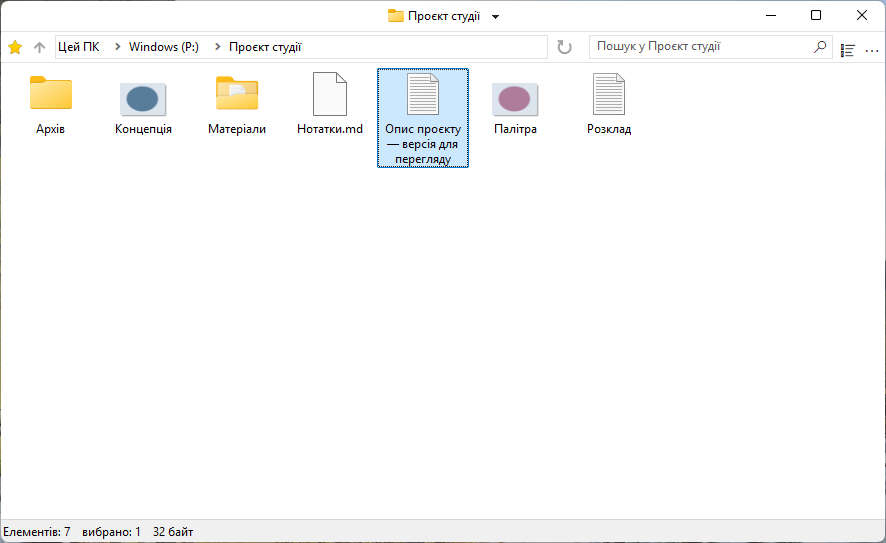 Проєкт студії
Цей ПК Windows (P:) Проєкт студії
Пошук у Проєкт студії
Архів
Концепція
Матеріали
Нотатки.md
Опис проєкту
— версія для
перегляду
Палітра
Розклад
Елементів: 7 вибрано: 1 32 байт